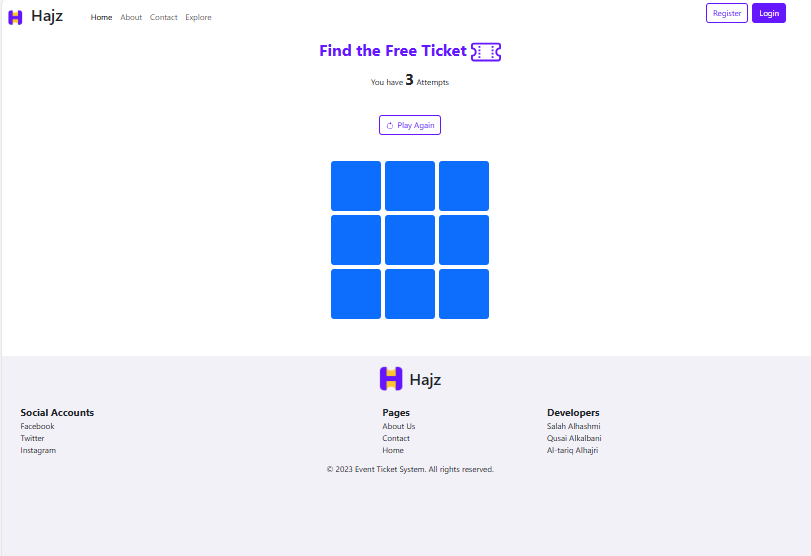 Hajz Home About Contact Explore Register Login
Find the Free Ticket
You have 3 Attempts
Play Again
Hajz
Social Accounts
Facebook
Twitter
Instagram
Pages
About Us
Contact
Home
Developers
Salah Alhashmi
Qusai Alkalbani
Al-tariq Alhajri
© 2023 Event Ticket System. All rights reserved.